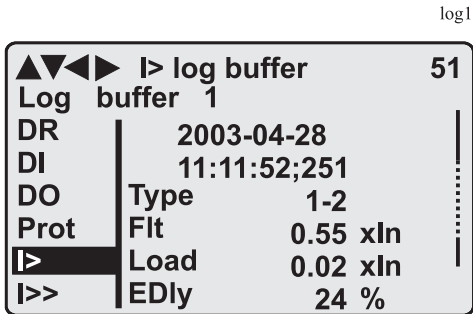 log1
▲▼◀▶ I> log buffer 51
Log buffer 1
DR 2003-04-28
DI 11:11:52;251
DO Type 1-2
Prot Flt 0.55 xIn
I> Load 0.02 xIn
I>> EDly 24 %